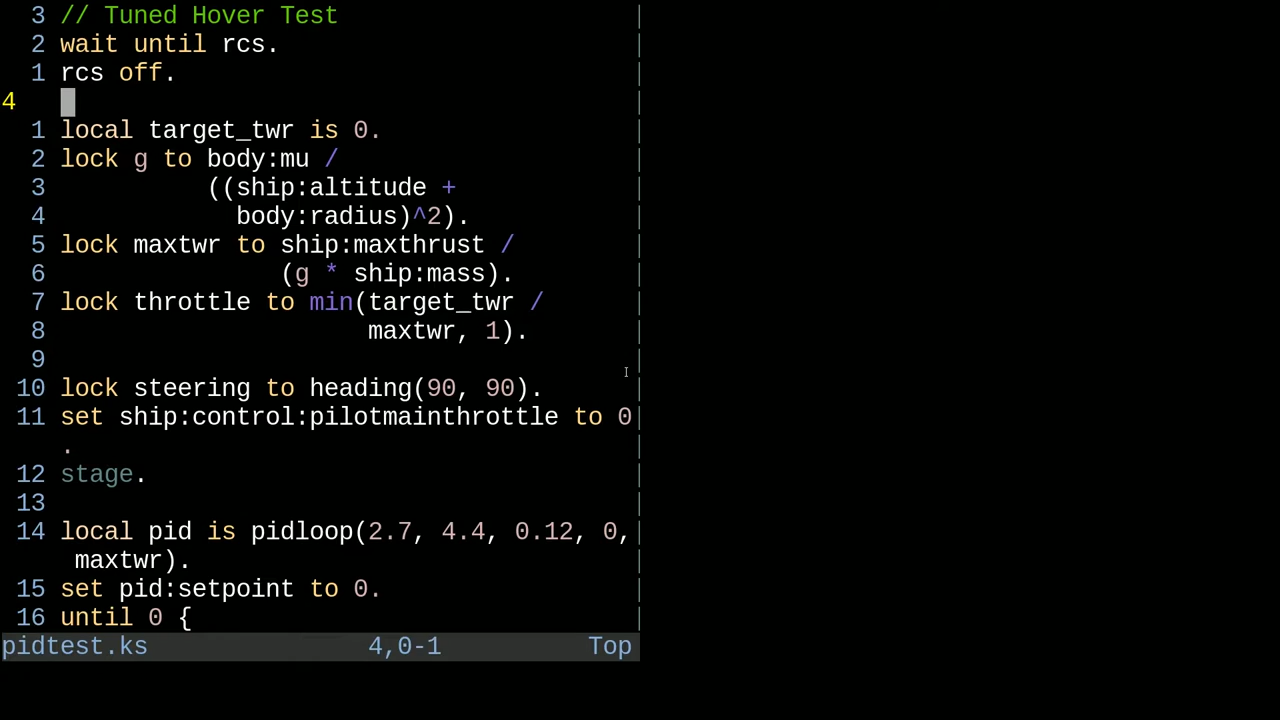 3 // Tuned Hover Test
2 wait until rcs.
1 rcs off.
4
1 local target_twr is 0.
2 lock g to body:mu /
3 ((ship:altitude +
4 body:radius)^2).
5 lock maxtwr to ship:maxthrust /
6 (g * ship:mass).
7 lock throttle to min(target_twr /
8 maxtwr, 1).
9
10 lock steering to heading(90, 90).
11 set ship:control:pilotmainthrottle to 0
.
12 stage.
13
14 local pid is pidloop(2.7, 4.4, 0.12, 0,
maxtwr).
15 set pid:setpoint to 0.
16 until 0 {
pidtest.ks 4,0-1 Top